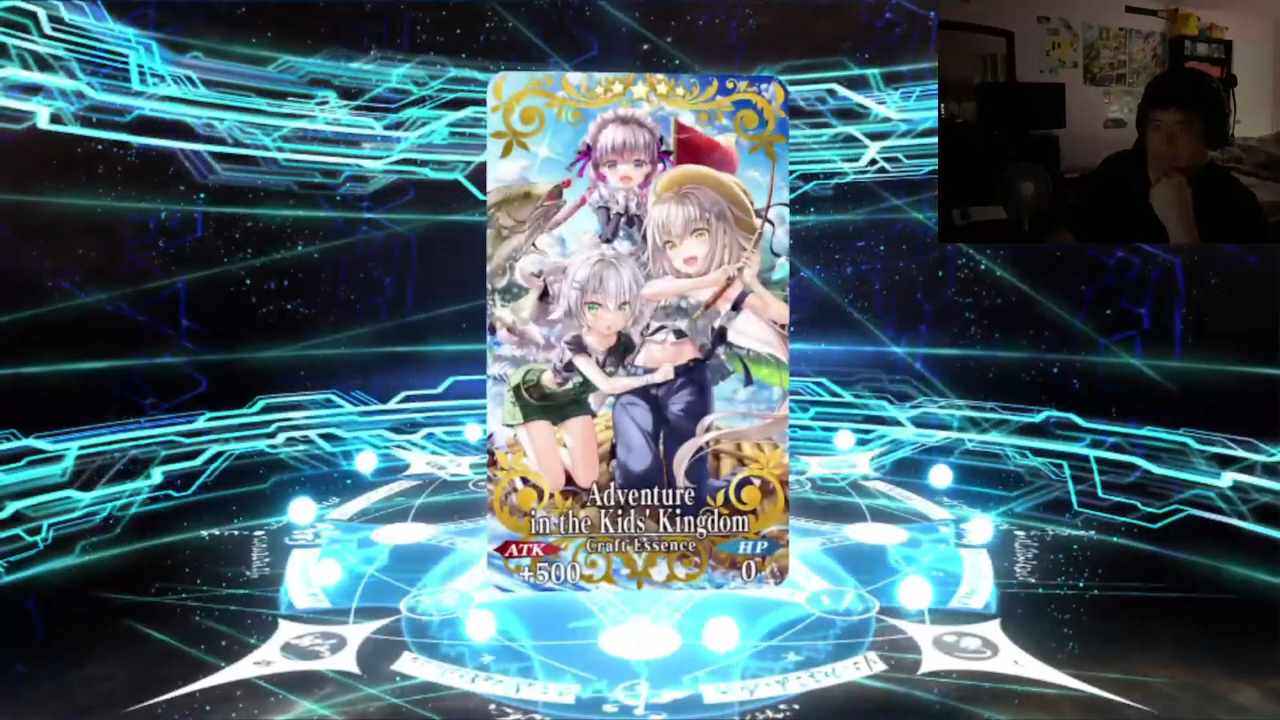 Adventure
in the Kids' Kingdom
Craft Essence
ATK
+500
HP
0